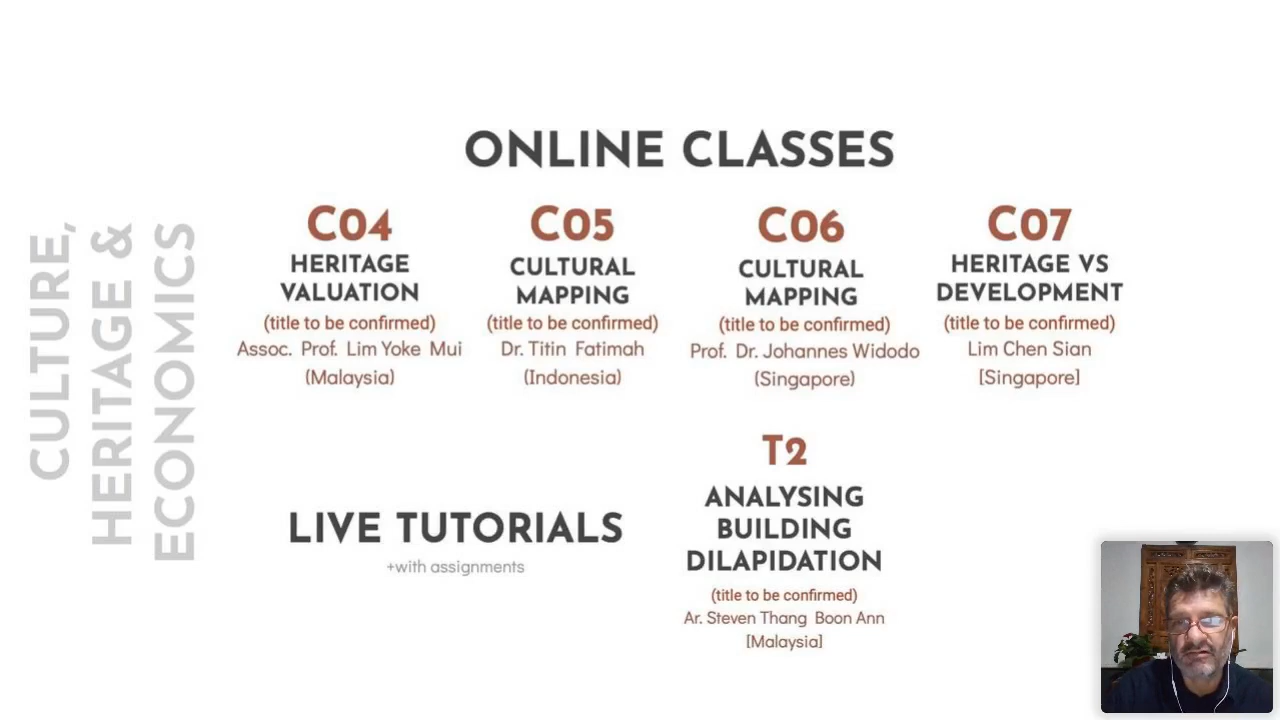 CULTURE,
HERITAGE &
ECONOMICS
ONLINE CLASSES
C04
HERITAGE
VALUATION
(title to be confirmed)
Assoc. Prof. Lim Yoke Mui
(Malaysia)
C05
CULTURAL
MAPPING
(title to be confirmed)
Dr. Titin Fatimah
(Indonesia)
C06
CULTURAL
MAPPING
(title to be confirmed)
Prof. Dr. Johannes Widodo
(Singapore)
C07
HERITAGE VS
DEVELOPMENT
(title to be confirmed)
Lim Chen Sian
[Singapore]
LIVE TUTORIALS
+with assignments
T2
ANALYSING
BUILDING
DILAPIDATION
(title to be confirmed)
Ar. Steven Thang Boon Ann
[Malaysia]